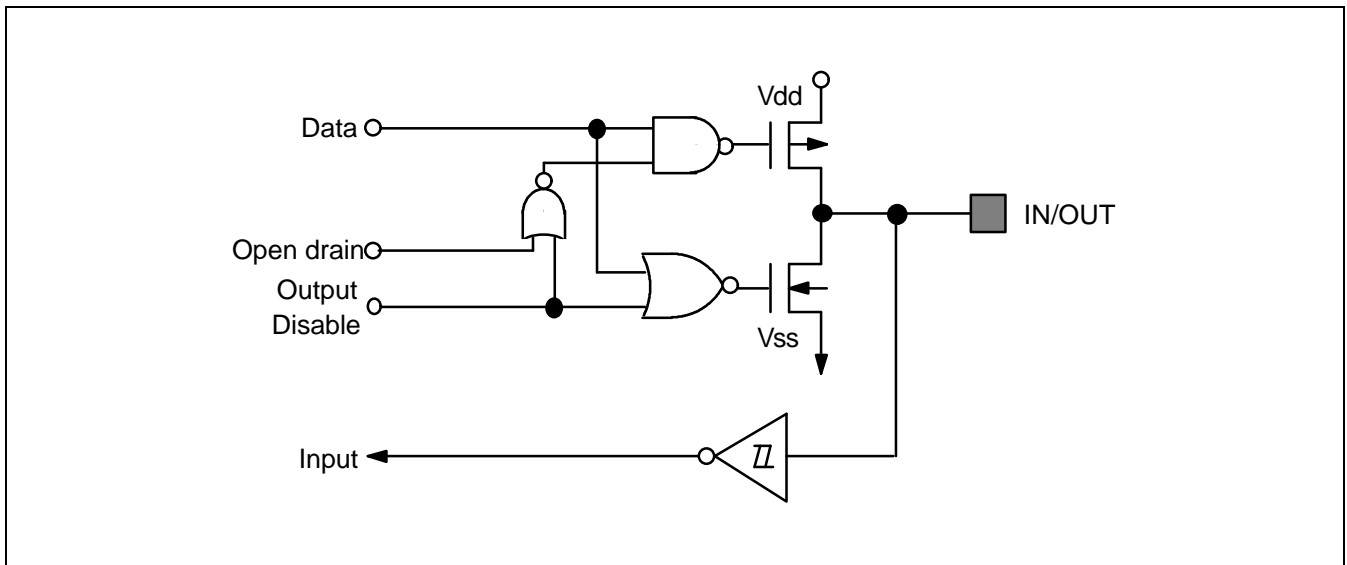 Vdd
Data
IN/OUT
Open drain
Output
Disable
Vss
Input